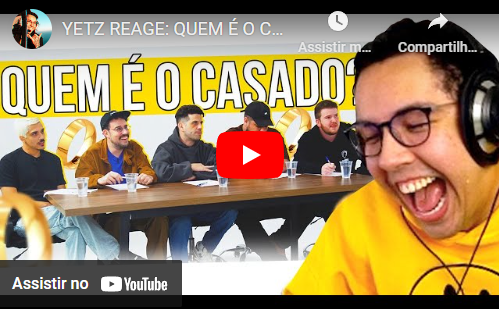 YETZ REAGE: QUEM É O C...
Assistir m...
Compartilh...
QUEM É O CASADO?
Assistir no YouTube